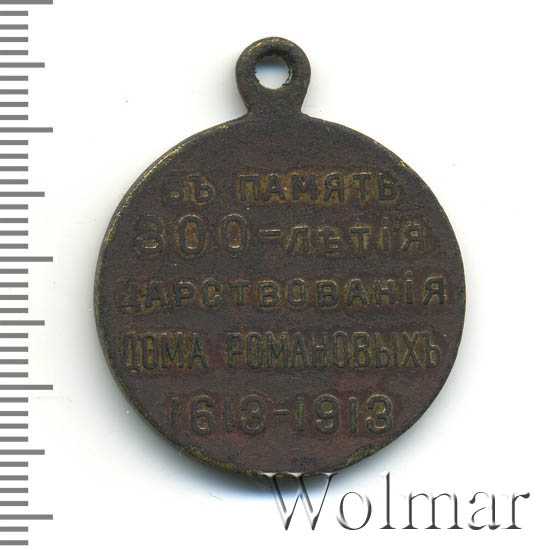 ВЪ ПАМЯТЬ
300=ЛЕТІЯ
ЦАРСТВОВАНІЯ
ДОМА РОМАНОВЫХЪ
1613-1913
Wolmar